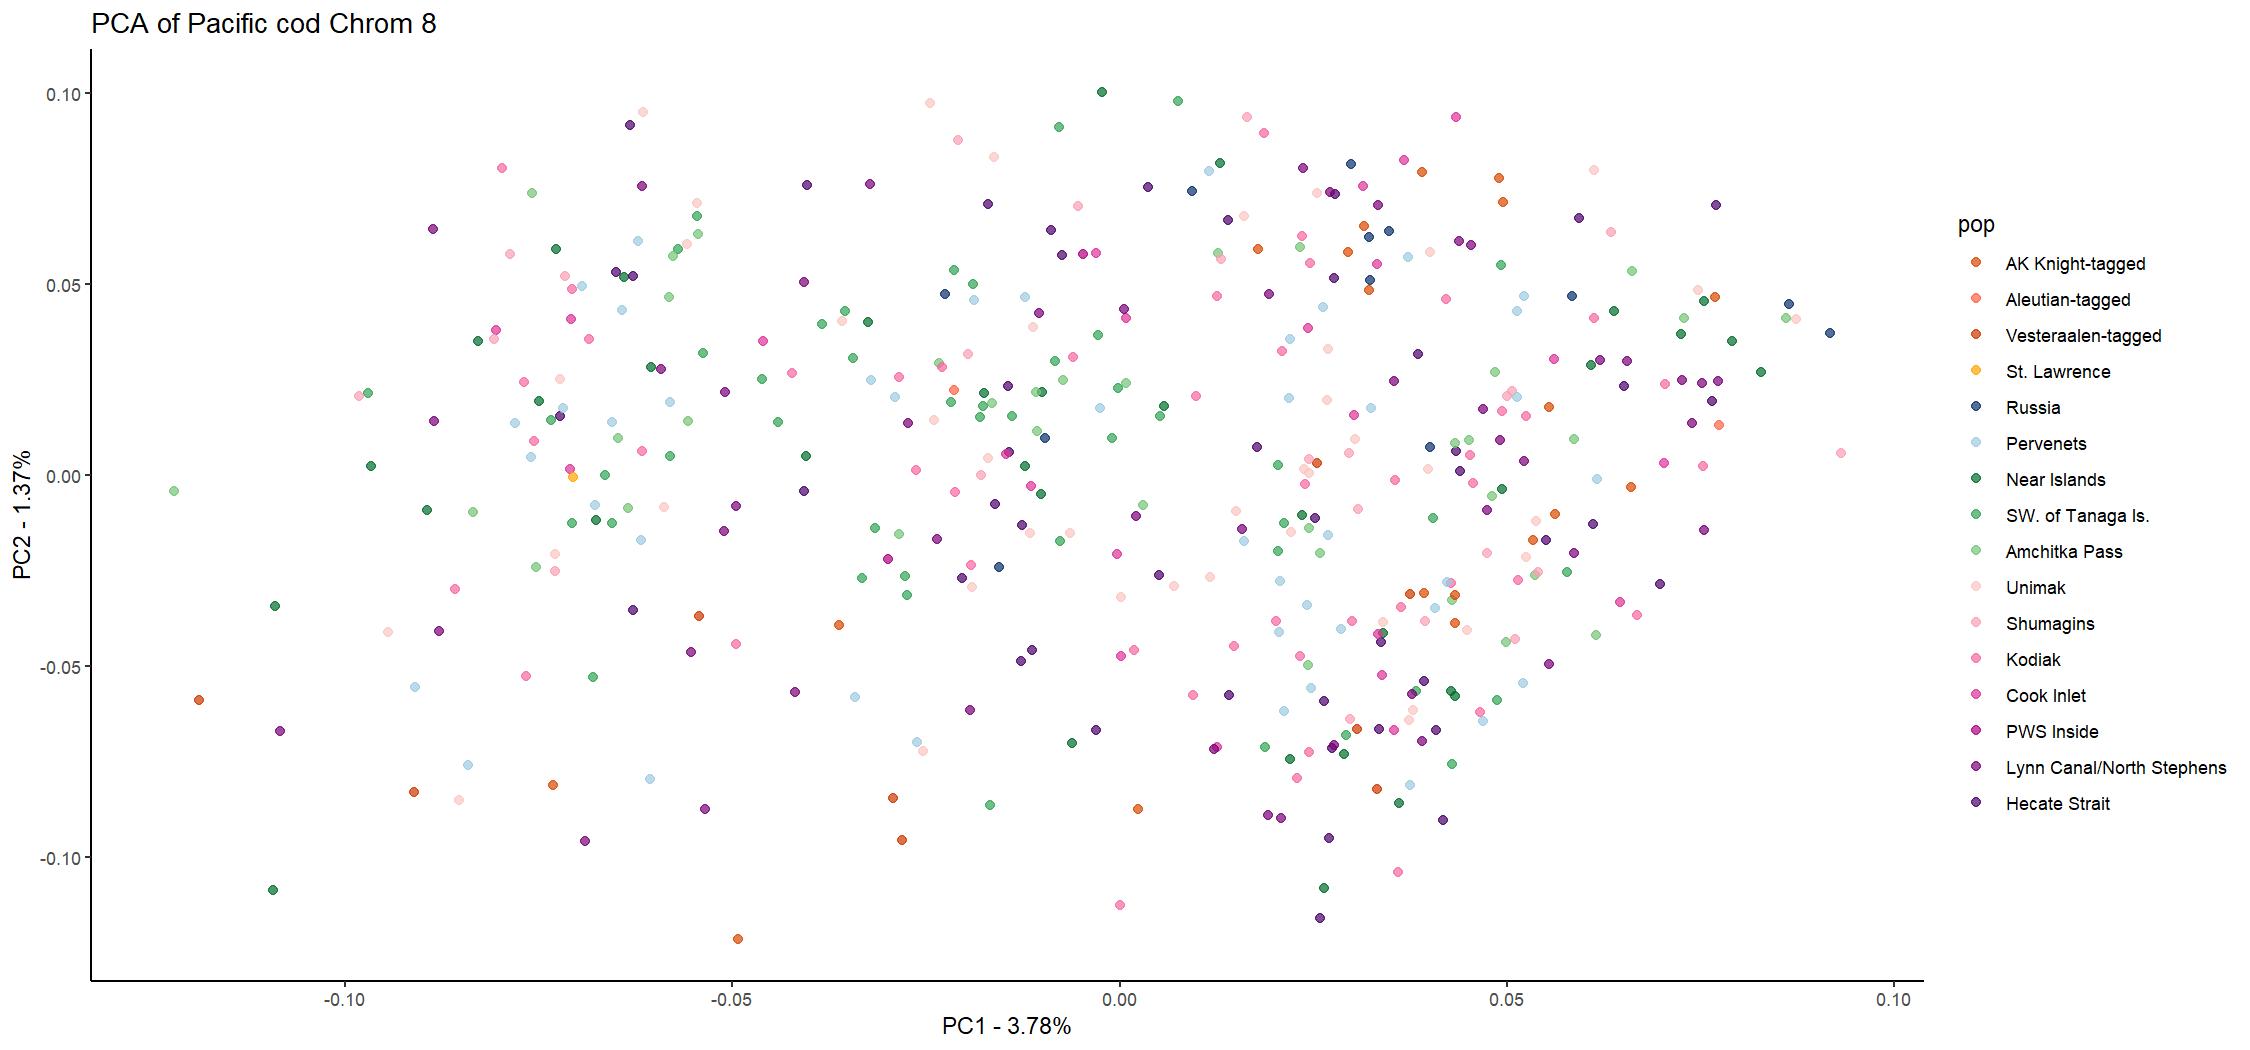 PCA of Pacific cod Chrom 8
0.10
0.05
0.00
-0.05
-0.10
PC2 - 1.37%
-0.10
-0.05
0.00
0.05
0.10
PC1 - 3.78%
pop
AK Knight-tagged
Aleutian-tagged
Vesteraalen-tagged
St. Lawrence
Russia
Pervenets
Near Islands
SW. of Tanaga Is.
Amchitka Pass
Unimak
Shumagins
Kodiak
Cook Inlet
PWS Inside
Lynn Canal/North Stephens
Hecate Strait